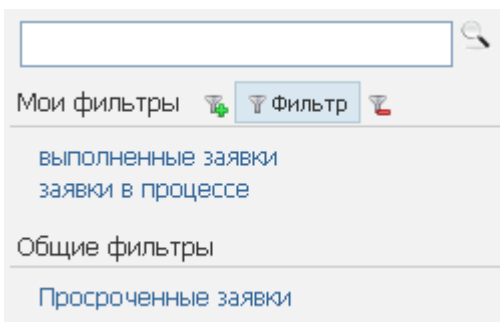 Мои фильтры Фильтр
выполненные заявки
заявки в процессе
Общие фильтры
Просроченные заявки